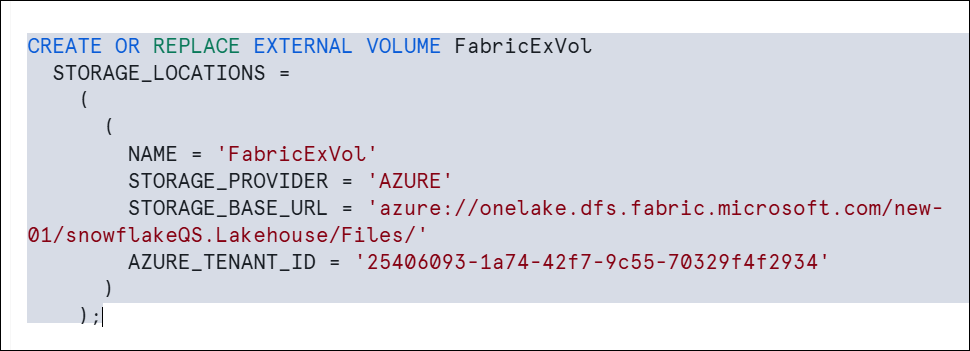 CREATE OR REPLACE EXTERNAL VOLUME FabricExVol
STORAGE_LOCATIONS =
(
(
NAME = 'FabricExVol'
STORAGE_PROVIDER = 'AZURE'
STORAGE_BASE_URL = 'azure://onelake.dfs.fabric.microsoft.com/new-
01/snowflakeQS.Lakehouse/Files/'
AZURE_TENANT_ID = '25406093-1a74-42f7-9c55-70329f4f2934'
)
);